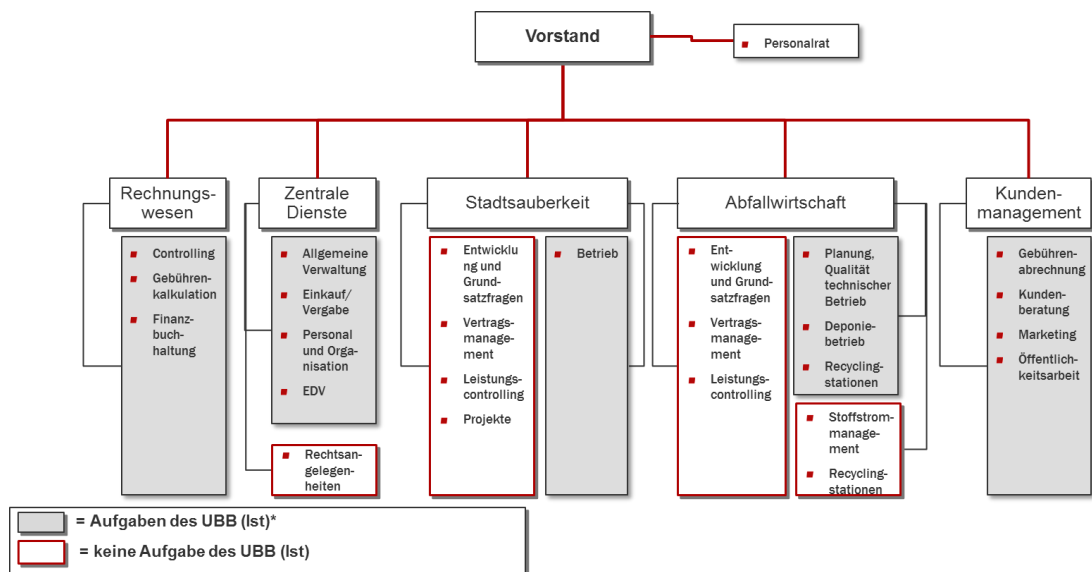 Vorstand
Personalrat
Rechnungs-
wesen
Zentrale
Dienste
Stadtsauberkeit
Abfallwirtschaft
Kunden-
management
Controlling
Gebühren-
kalkulation
Finanz-
buch-
haltung
Allgemeine
Verwaltung
Einkauf/
Vergabe
Personal
und Orga-
nisation
EDV
Rechtsan-
gelegen-
heiten
Entwicklu
ng und
Grund-
satzfragen
Vertrags-
manage-
ment
Leistungs-
controlling
Projekte
Betrieb
Ent-
wicklung
und Grund-
satzfragen
Vertrags-
manage-
ment
Leistungs-
controlling
Planung,
Qualität
technischer
Betrieb
Deponie-
betrieb
Recycling-
stationen
Stoffstrom-
manage-
ment
Recycling-
stationen
Gebühren-
abrechnung
Kunden-
beratung
Marketing
Öffentlich-
keitsarbeit
= Aufgaben des UBB (Ist)*
= keine Aufgabe des UBB (Ist)